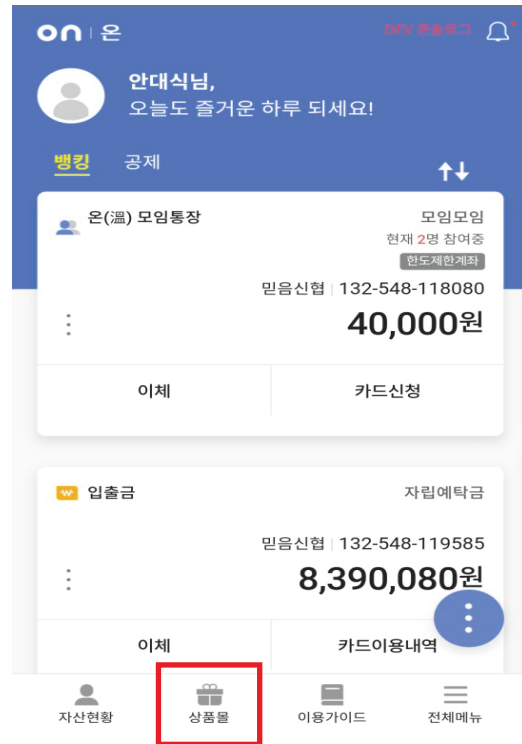 on | 온
DEV 론솔로그
안대식님,
오늘도 즐거운 하루 되세요!
뱅킹 공제
온(溫) 모임통장 모임모임
현재 2명 참여중
한도제한계좌
믿음신협 | 132-548-118080
40,000원
이체 카드신청
입출금 자립예탁금
믿음신협 | 132-548-119585
8,390,080원
이체 카드이용내역
자산현황 상품몰 이용가이드 전체메뉴